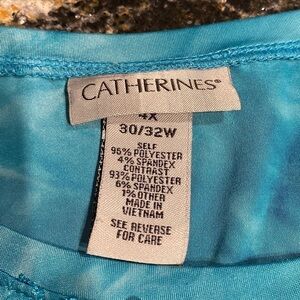 CATHERINES®
4X
30/32W
SELF
96% POLYESTER
4% SPANDEX
CONTRAST
93% POLYESTER
6% SPANDEX
1% OTHER
MADE IN
VIETNAM
SEE REVERSE
FOR CARE